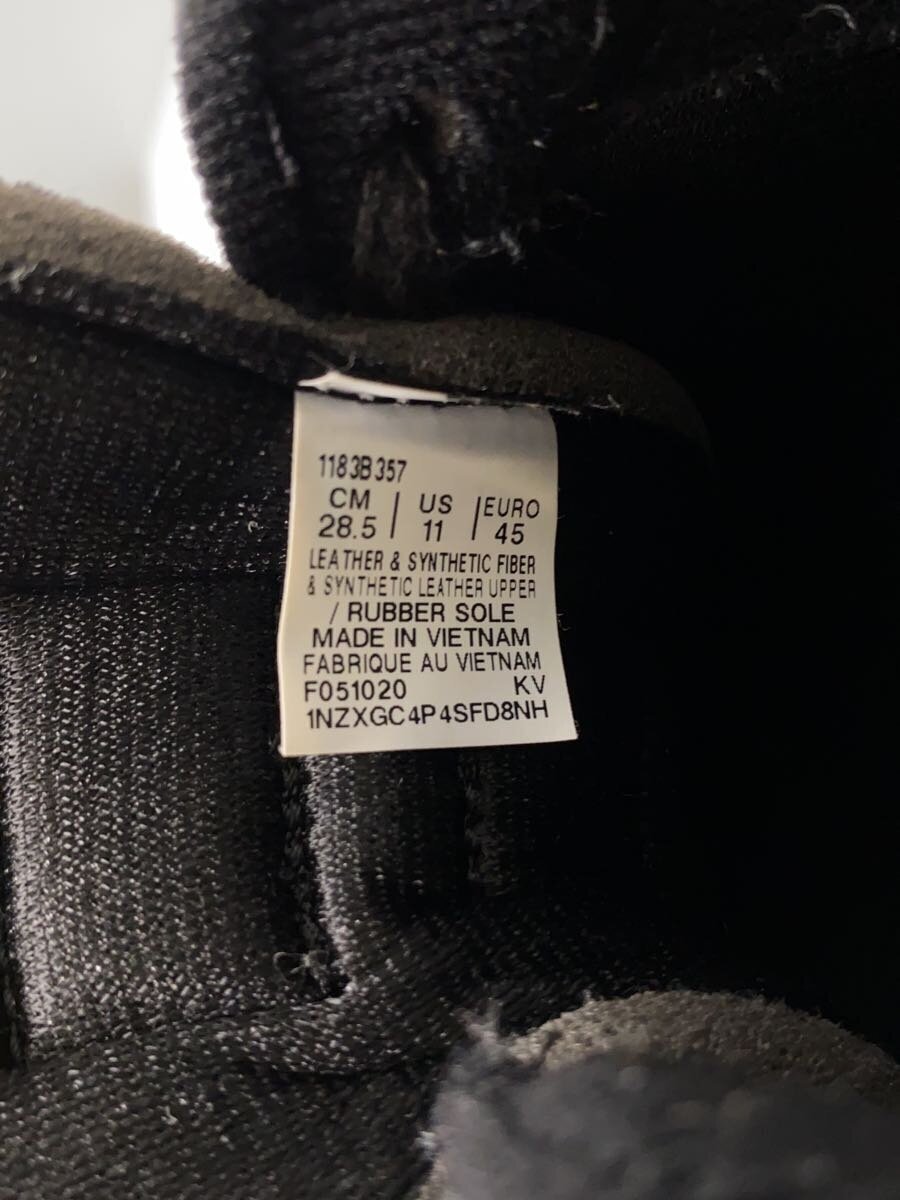 1183B357
CM | US | EURO
28.5 | 11 | 45
LEATHER & SYNTHETIC FIBER
& SYNTHETIC LEATHER UPPER
/ RUBBER SOLE
MADE IN VIETNAM
FABRIQUE AU VIETNAM
F051020 KV
1NZXGC4P4SFD8NH